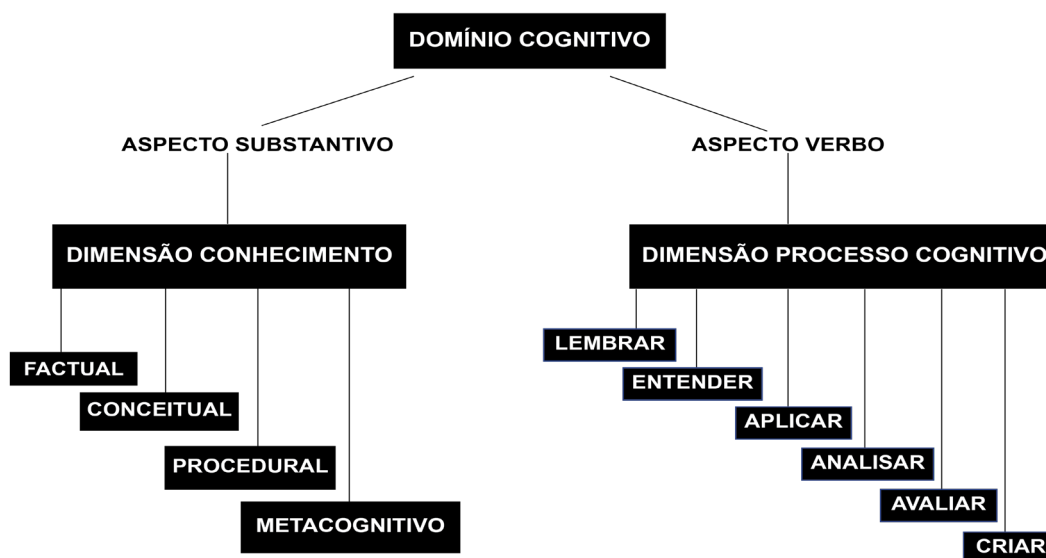 DOMÍNIO COGNITIVO
ASPECTO SUBSTANTIVO
ASPECTO VERBO
DIMENSÃO CONHECIMENTO
DIMENSÃO PROCESSO COGNITIVO
FACTUAL
CONCEITUAL
PROCEDURAL
METACOGNITIVO
LEMBRAR
ENTENDER
APLICAR
ANALISAR
AVALIAR
CRIAR